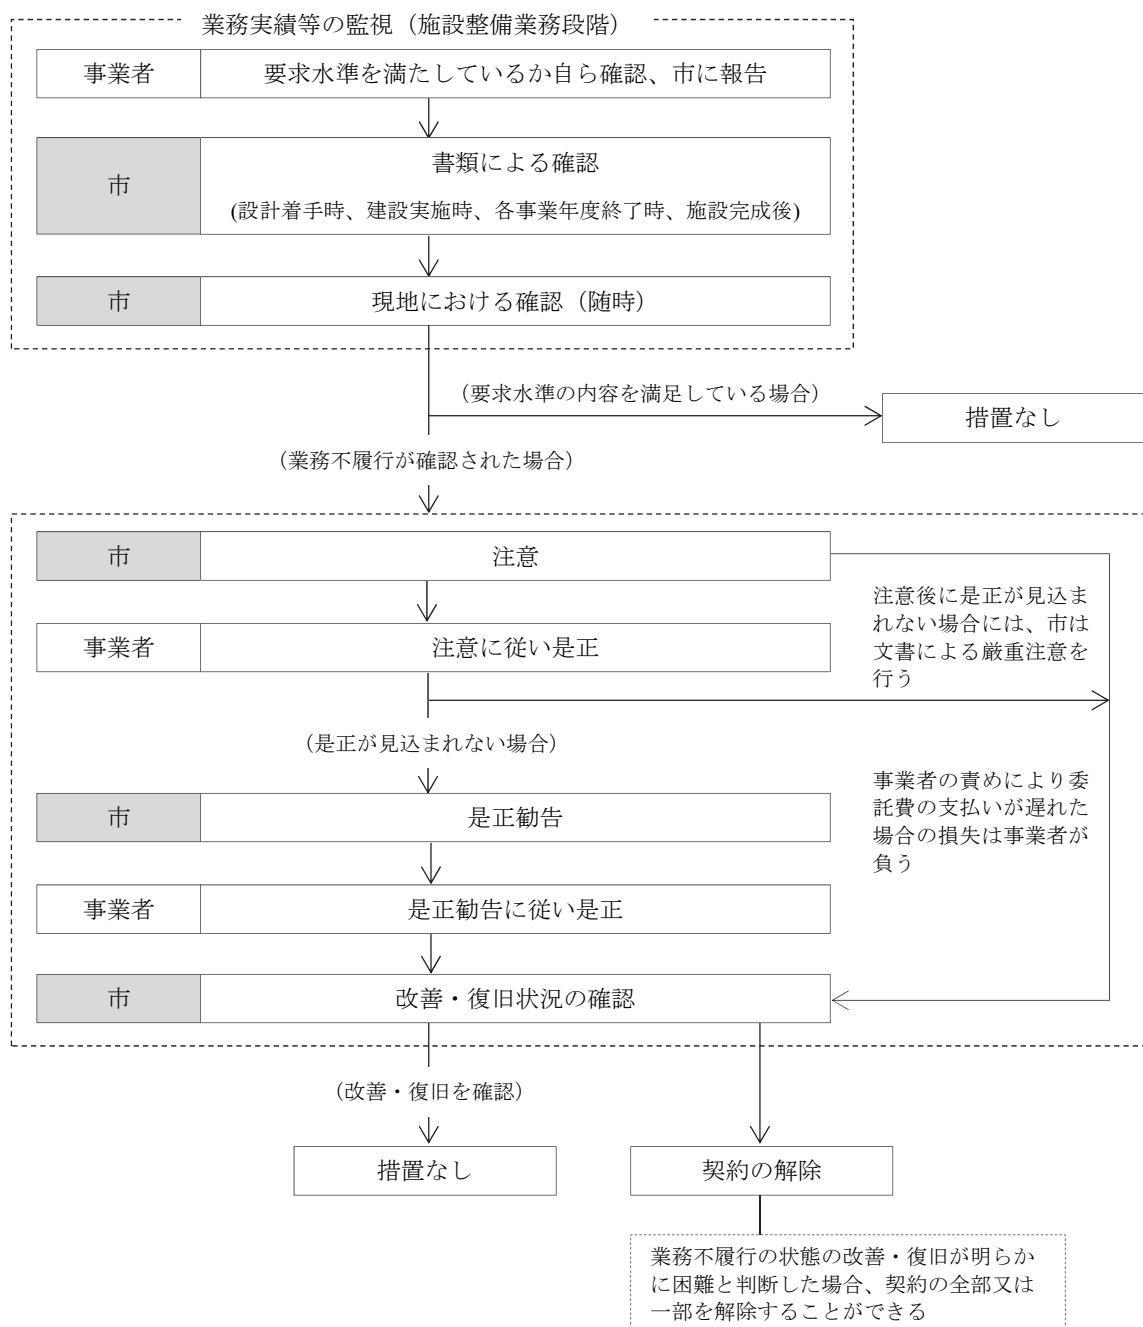 業務実績等の監視（施設整備業務段階）
事業者
要求水準を満たしているか自ら確認、市に報告
市
書類による確認
(設計着手時、建設実施時、各事業年度終了時、施設完成後)
市
現地における確認（随時）
（要求水準の内容を満足している場合）
措置なし
（業務不履行が確認された場合）
市
注意
注意後に是正が見込ま
れない場合には、市は
文書による厳重注意を
行う
事業者
注意に従い是正
（是正が見込まれない場合）
事業者の責めにより委
託費の支払いが遅れた
場合の損失は事業者が
負う
市
是正勧告
事業者
是正勧告に従い是正
市
改善・復旧状況の確認
（改善・復旧を確認）
措置なし
契約の解除
業務不履行の状態の改善・復旧が明らか
に困難と判断した場合、契約の全部又は
一部を解除することができる